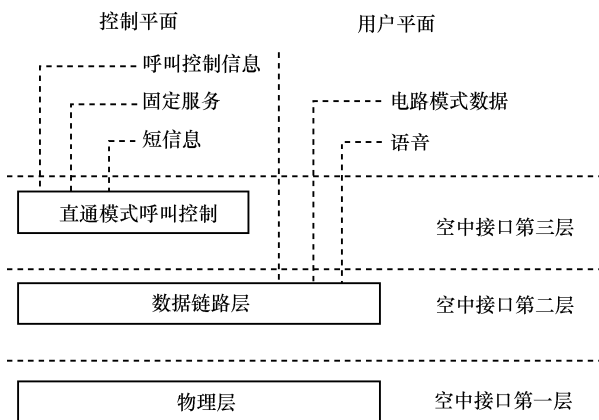 控制平面
用户平面
呼叫控制信息
固定服务
电路模式数据
短信息
语音
直通模式呼叫控制
空中接口第三层
数据链路层
空中接口第二层
物理层
空中接口第一层